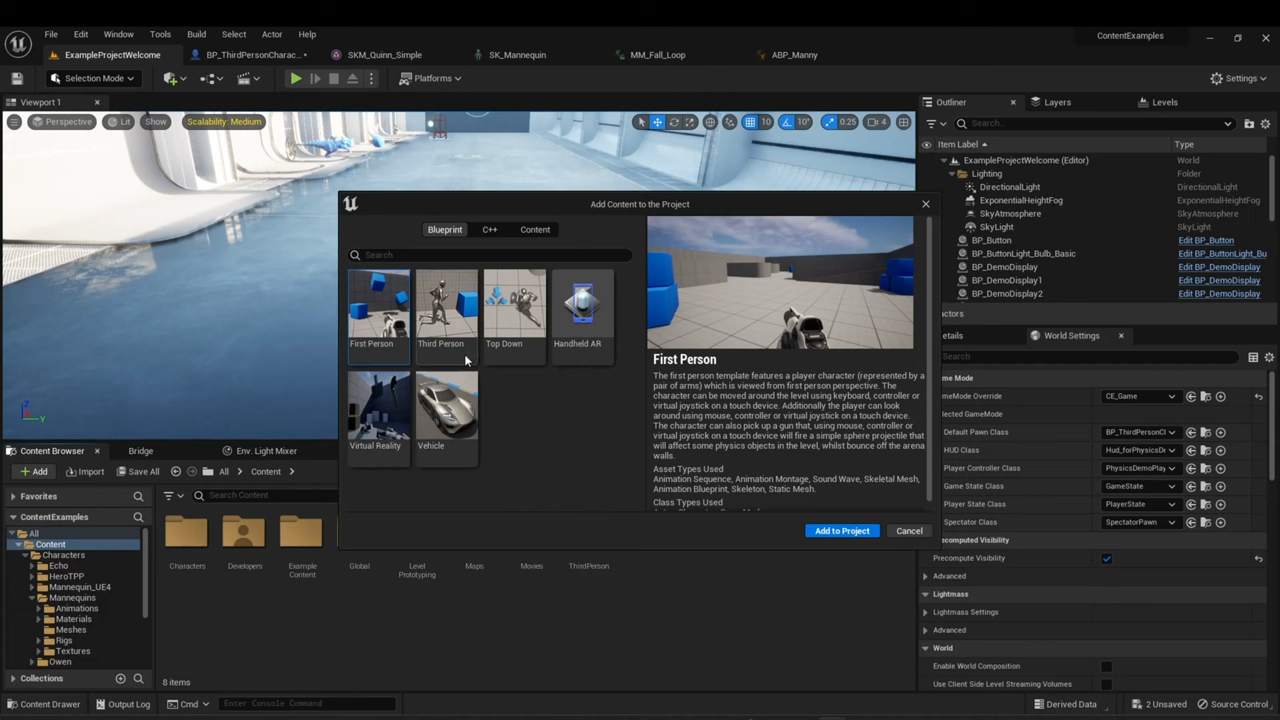 File Edit Window Tools Build Select Actor Help
ContentExamples
ExampleProjectWelcome BP_ThirdPersonCharac... SKM_Quinn_Simple SK_Mannequin MM_Fall_Loop ABP_Manny
Selection Mode Platforms Settings
Viewport 1
Perspective Lit Show Scalability: Medium 10 10° 0.25 4
Outliner Layers Levels
Search...
Item Label Type
ExampleProjectWelcome (Editor) World
Lighting Folder
DirectionalLight DirectionalLight
ExponentialHeightFog ExponentialHeightFog
SkyAtmosphere SkyAtmosphere
SkyLight SkyLight
BP_Button Edit BP_Button
BP_ButtonLight_Bulb_Basic Edit BP_ButtonLight_Bu
BP_DemoDisplay Edit BP_DemoDisplay
BP_DemoDisplay1 Edit BP_DemoDisplay
BP_DemoDisplay2 Edit BP_DemoDisplay
actors
Add Content to the Project
Blueprint C++ Content
Search
First Person Third Person Top Down Handheld AR
Virtual Reality Vehicle
First Person
The first person template features a player character (represented by a
pair of arms) which is viewed from first person perspective. The
character can be moved around the level using keyboard, controller or
virtual joystick on a touch device. Additionally the player can look
around using mouse, controller or virtual joystick on a touch device.
The character can also pick up a gun that, using mouse, controller or
virtual joystick on a touch device will fire a simple sphere projectile that
will affect some physics objects in the level, whilst bounce off the arena
walls.
Asset Types Used
Animation Sequence, Animation Montage, Sound Wave, Skeletal Mesh,
Animation Blueprint, Skeleton, Static Mesh.
Class Types Used
Add to Project Cancel
etails World Settings
Search
ame Mode
ameMode Override CE_Game
elected GameMode
Default Pawn Class BP_ThirdPersonCl
HUD Class Hud_forPhysicsDe
Player Controller Class PhysicsDemoPlay
Game State Class GameState
Player State Class PlayerState
Spectator Class SpectatorPawn
ecomputed Visibility
Precompute Visibility
Advanced
Lightmass
Lightmass Settings
Advanced
World
Enable World Composition
Use Client Side Level Streaming Volumes
Content Browser Bridge Env. Light Mixer
Add Import Save All All Content
Favorites
Search Content
ContentExamples
All
Content
Characters
Echo
HeroTPP
Mannequin_UE4
Mannequins
Animations
Materials
Meshes
Rigs
Textures
Owen
Collections
Characters Developers Example Content Global Level Prototyping Maps Movies ThirdPerson
8 items
Content Drawer Output Log Cmd Enter Console Command Derived Data 2 Unsaved Source Control